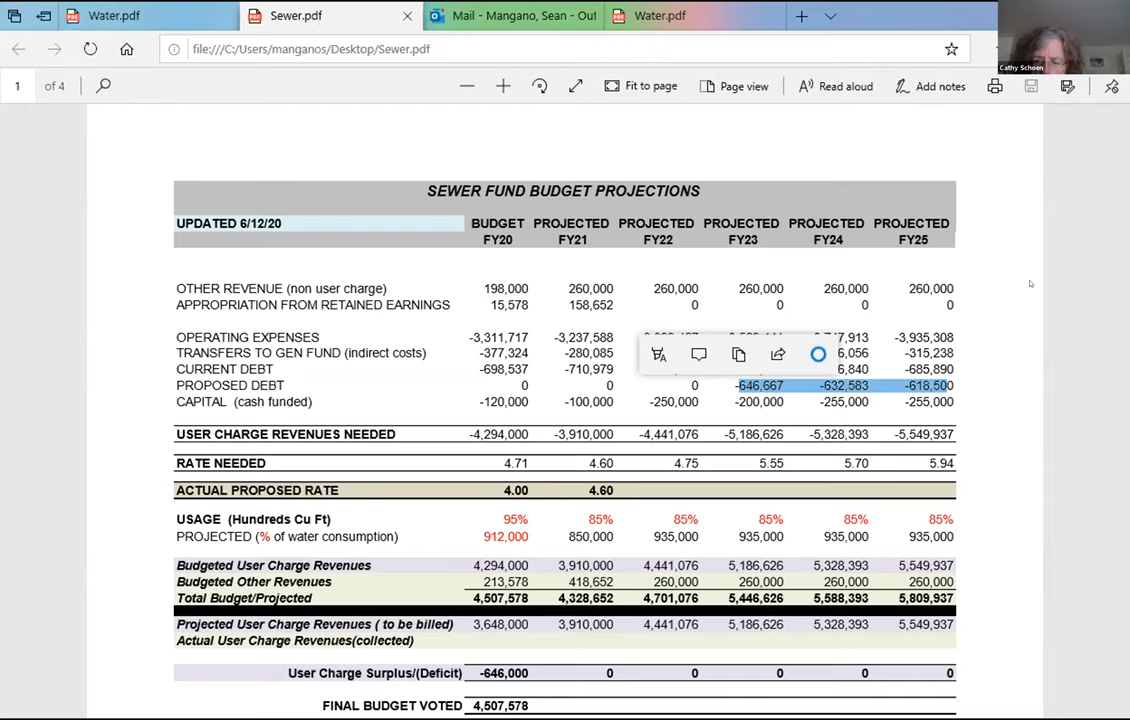 Water.pdf
Sewer.pdf
Mail - Mangano, Sean - Out
Water.pdf
file:///C:/Users/manganos/Desktop/Sewer.pdf
Cathy Schoen
1 of 4
Fit to page
Page view
Read aloud
Add notes
SEWER FUND BUDGET PROJECTIONS
UPDATED 6/12/20 BUDGET PROJECTED PROJECTED PROJECTED PROJECTED PROJECTED
FY20 FY21 FY22 FY23 FY24 FY25
OTHER REVENUE (non user charge) 198,000 260,000 260,000 260,000 260,000 260,000
APPROPRIATION FROM RETAINED EARNINGS 15,578 158,652 0 0 0 0
OPERATING EXPENSES -3,311,717 -3,237,588 -3,935,308
TRANSFERS TO GEN FUND (indirect costs) -377,324 -280,085 -315,238
CURRENT DEBT -698,537 -710,979 -685,890
PROPOSED DEBT 0 0 0 -646,667 -632,583 -618,500
CAPITAL (cash funded) -120,000 -100,000 -250,000 -200,000 -255,000 -255,000
USER CHARGE REVENUES NEEDED -4,294,000 -3,910,000 -4,441,076 -5,186,626 -5,328,393 -5,549,937
RATE NEEDED 4.71 4.60 4.75 5.55 5.70 5.94
ACTUAL PROPOSED RATE 4.00 4.60
USAGE (Hundreds Cu Ft) 95% 85% 85% 85% 85% 85%
PROJECTED (% of water consumption) 912,000 850,000 935,000 935,000 935,000 935,000
Budgeted User Charge Revenues 4,294,000 3,910,000 4,441,076 5,186,626 5,328,393 5,549,937
Budgeted Other Revenues 213,578 418,652 260,000 260,000 260,000 260,000
Total Budget/Projected 4,507,578 4,328,652 4,701,076 5,446,626 5,588,393 5,809,937
Projected User Charge Revenues ( to be billed) 3,648,000 3,910,000 4,441,076 5,186,626 5,328,393 5,549,937
Actual User Charge Revenues(collected)
User Charge Surplus/(Deficit) -646,000 0 0 0 0 0
FINAL BUDGET VOTED 4,507,578